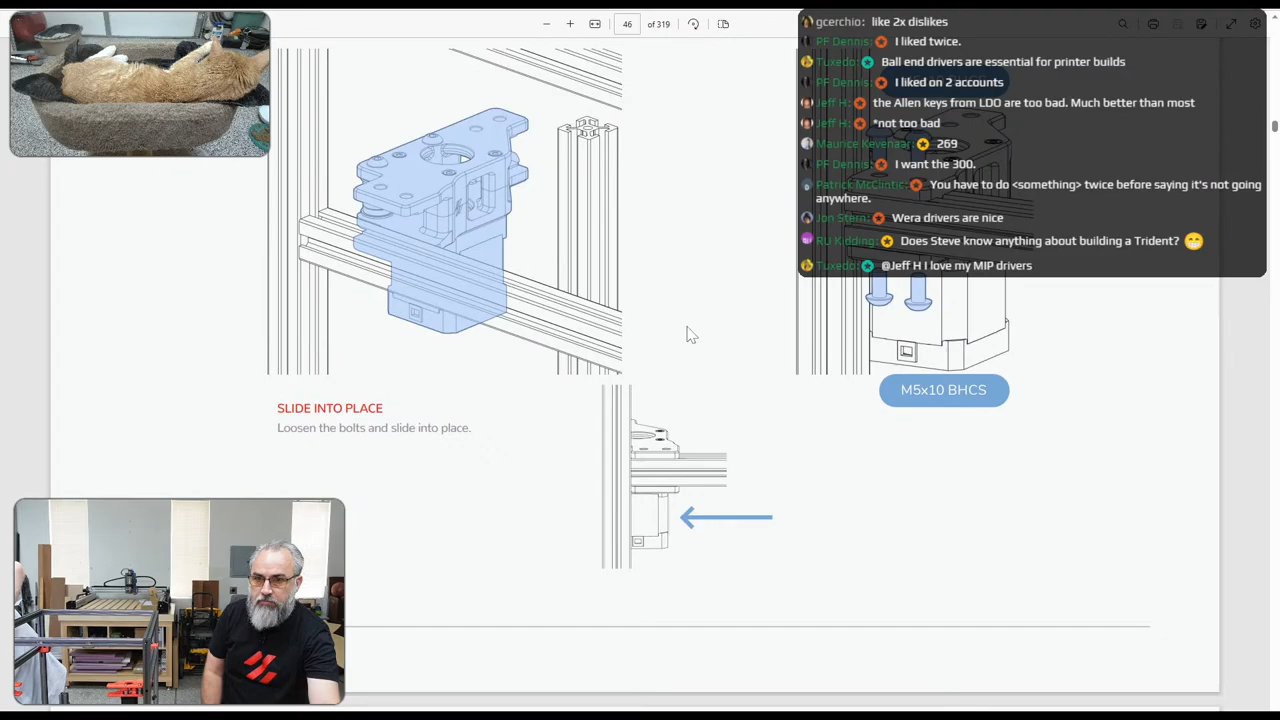 46 of 319
gcerchio: like 2x dislikes
PF Dennis: I liked twice.
Tuxedo: Ball end drivers are essential for printer builds
PF Dennis: I liked on 2 accounts
Jeff H: the Allen keys from LDO are too bad. Much better than most
Jeff H: *not too bad
Maurice Kevenaar: 269
PF Dennis: I want the 300.
Patrick McClintic: You have to do <something> twice before saying it's not going
anywhere.
Jon Stern: Wera drivers are nice
RU Kidding: Does Steve know anything about building a Trident? 😁
Tuxedo: @Jeff H I love my MIP drivers
M5x10 BHCS
SLIDE INTO PLACE
Loosen the bolts and slide into place.